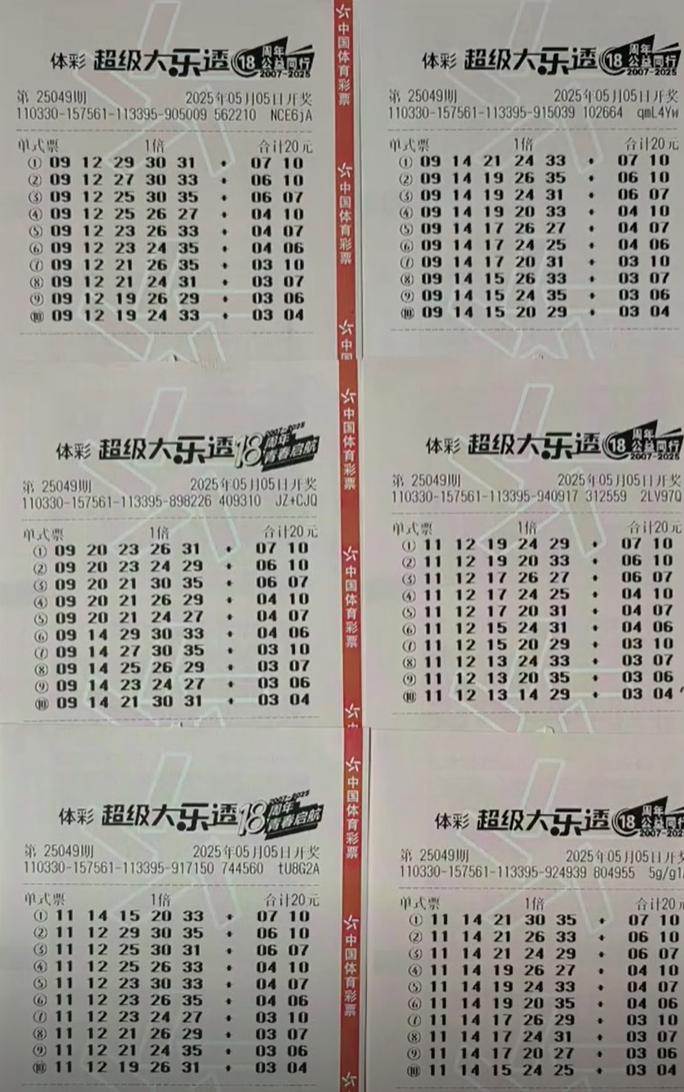 体彩 超级大乐透 18周年公益同行 2007-2025
第 25049期 2025年05月05日开奖
110330-157561-113395-905009 562210 NCE6jA
单式票 1倍 合计20元
① 09 12 29 30 31 ♦ 07 10
② 09 12 27 30 33 ♦ 06 10
③ 09 12 25 30 35 ♦ 06 07
④ 09 12 25 26 27 ♦ 04 10
⑤ 09 12 23 26 33 ♦ 04 07
⑥ 09 12 23 24 35 ♦ 04 06
⑦ 09 12 21 26 35 ♦ 03 10
⑧ 09 12 21 24 31 ♦ 03 07
⑨ 09 12 19 26 29 ♦ 03 06
⑩ 09 12 19 24 33 ♦ 03 04
中国体育彩票
中国体育彩票
中国
体彩 超级大乐透 18周年公益同行 2007-2025
第 25049期 2025年05月05日开奖
110330-157561-113395-915039 102664 qmL4Yw
单式票 1倍 合计20元
① 09 14 21 24 33 ♦ 07 10
② 09 14 19 26 35 ♦ 06 10
③ 09 14 19 24 31 ♦ 06 07
④ 09 14 19 20 33 ♦ 04 10
⑤ 09 14 17 26 27 ♦ 04 07
⑥ 09 14 17 24 25 ♦ 04 06
⑦ 09 14 17 20 31 ♦ 03 10
⑧ 09 14 15 26 33 ♦ 03 07
⑨ 09 14 15 24 35 ♦ 03 06
⑩ 09 14 15 20 29 ♦ 03 04
体彩 超级大乐透 18周年青春启航 2007-2025
第 25049期 2025年05月05日开奖
110330-157561-113395-898226 409310 JZ+CJQ
单式票 1倍 合计20元
① 09 20 23 26 31 ♦ 07 10
② 09 20 23 24 29 ♦ 06 10
③ 09 20 21 30 35 ♦ 06 07
④ 09 20 21 26 29 ♦ 04 10
⑤ 09 20 21 24 27 ♦ 04 07
⑥ 09 14 29 30 33 ♦ 04 06
⑦ 09 14 27 30 35 ♦ 03 10
⑧ 09 14 25 26 29 ♦ 03 07
⑨ 09 14 23 24 27 ♦ 03 06
⑩ 09 14 21 30 31 ♦ 03 04
中国体育彩票
中国体育彩票
体彩 超级大乐透 18周年公益同行 2007-2025
第 25049期 2025年05月05日开奖
110330-157561-113395-940917 312559 2LV97Q
单式票 1倍 合计20元
① 11 12 19 24 29 ♦ 07 10
② 11 12 19 20 33 ♦ 06 10
③ 11 12 17 26 27 ♦ 06 07
④ 11 12 17 24 25 ♦ 04 10
⑤ 11 12 17 20 31 ♦ 04 07
⑥ 11 12 15 24 31 ♦ 04 06
⑦ 11 12 15 20 29 ♦ 03 10
⑧ 11 12 13 24 33 ♦ 03 07
⑨ 11 12 13 20 35 ♦ 03 06
⑩ 11 12 13 14 29 ♦ 03 04
体彩 超级大乐透 18周年青春启航 2007-2025
第 25049期 2025年05月05日开奖
110330-157561-113395-917150 744560 tU8G2A
单式票 1倍 合计20元
① 11 14 15 20 33 ♦ 07 10
② 11 12 29 30 35 ♦ 06 10
③ 11 12 25 30 31 ♦ 06 07
④ 11 12 25 26 33 ♦ 04 10
⑤ 11 12 23 30 33 ♦ 04 07
⑥ 11 12 23 26 35 ♦ 04 06
⑦ 11 12 23 24 27 ♦ 03 10
⑧ 11 12 21 26 29 ♦ 03 07
⑨ 11 12 21 24 35 ♦ 03 06
⑩ 11 12 19 26 31 ♦ 03 04
中国体育彩票
中国体育彩票
体彩 超级大乐透 18周年公益同行 2007-202
第 25049期 2025年05月05日开奖
110330-157561-113395-924939 804955 5g/g1
单式票 1倍 合计20元
① 11 14 21 30 35 ♦ 07 10
② 11 14 21 26 33 ♦ 06 10
③ 11 14 21 24 29 ♦ 06 07
④ 11 14 19 26 27 ♦ 04 10
⑤ 11 14 19 24 33 ♦ 04 07
⑥ 11 14 19 20 35 ♦ 04 06
⑦ 11 14 17 26 29 ♦ 03 10
⑧ 11 14 17 24 31 ♦ 03 07
⑨ 11 14 17 20 27 ♦ 03 06
⑩ 11 14 15 24 25 ♦ 03 04